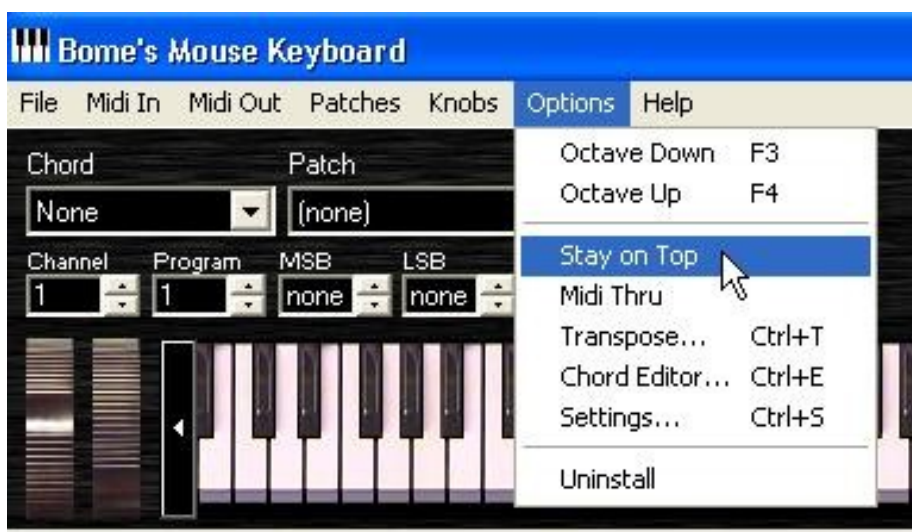 Bome's Mouse Keyboard
File Midi In Midi Out Patches Knobs Options Help
Chord Patch
None (none)
Channel Program MSB LSB
1 1 none none
Octave Down F3
Octave Up F4
Stay on Top
Midi Thru
Transpose... Ctrl+T
Chord Editor... Ctrl+E
Settings... Ctrl+S
Uninstall